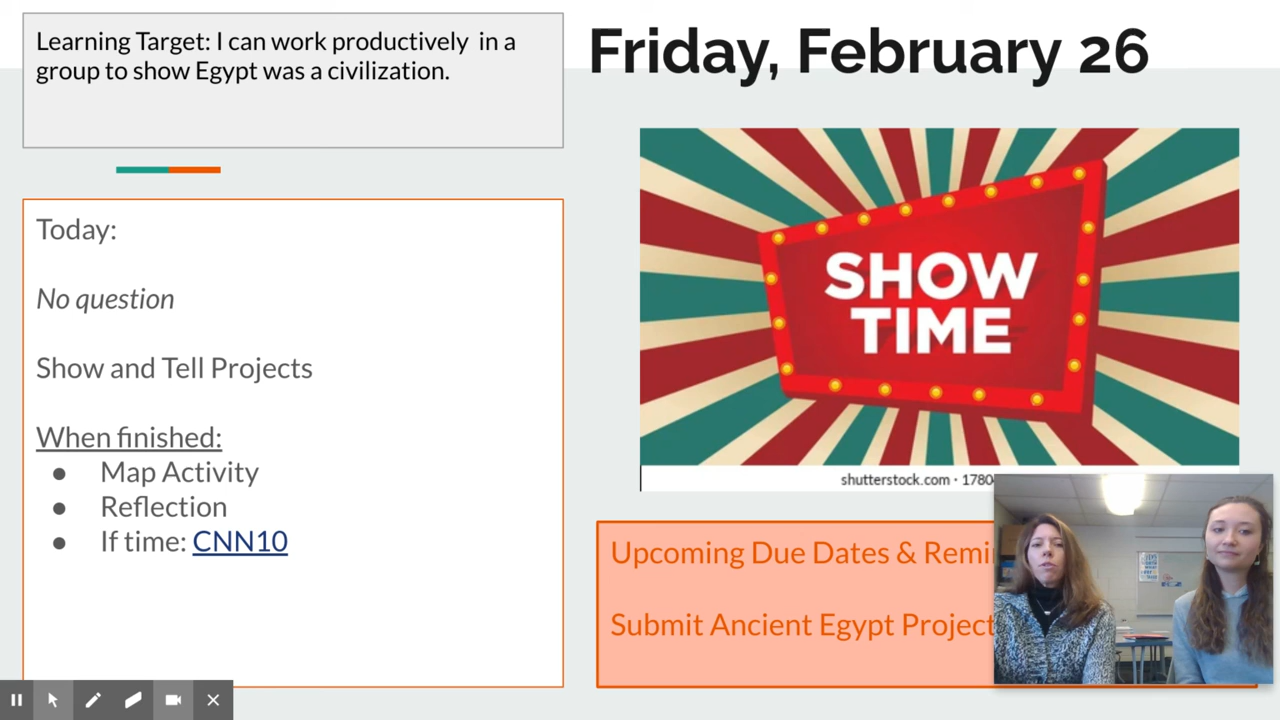 Learning Target: I can work productively in a
group to show Egypt was a civilization.
Friday, February 26
Today:
No question
Show and Tell Projects
When finished:
● Map Activity
● Reflection
● If time: CNN10
SHOW
TIME
shutterstock.com · 1780
Upcoming Due Dates &
Submit Ancient Egypt Project